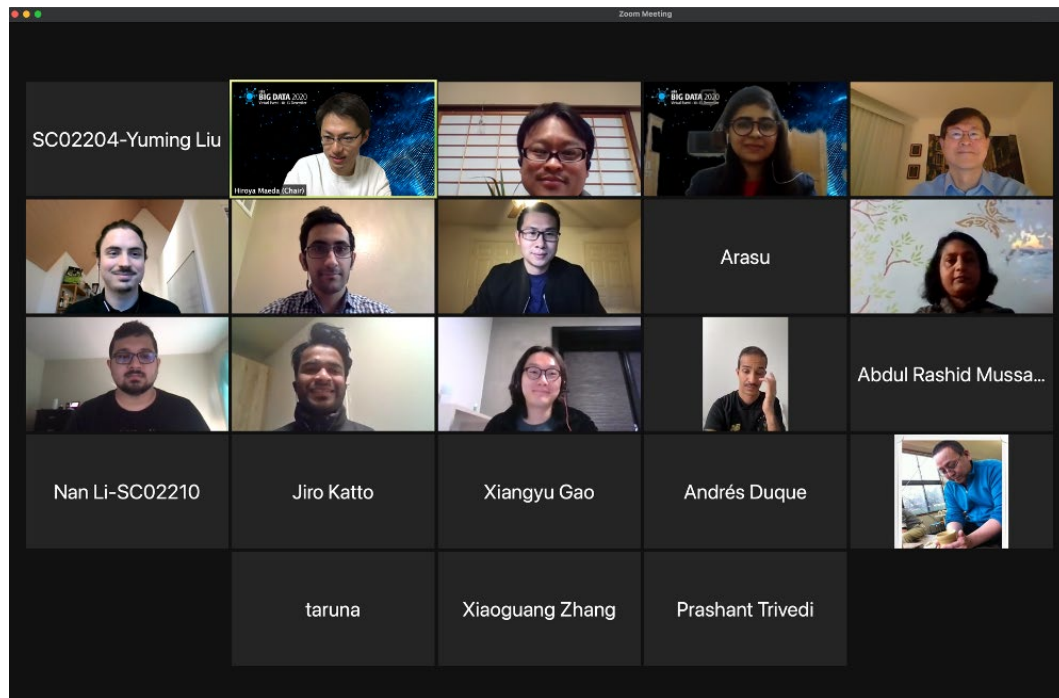 Zoom Meeting
SC02204-Yuming Liu
BIG DATA 2020
Hiroya Maeda (Chair)
BIG DATA 2020
Arasu
Abdul Rashid Mussa...
Nan Li-SC02210
Jiro Katto
Xiangyu Gao
Andrés Duque
taruna
Xiaoguang Zhang
Prashant Trivedi